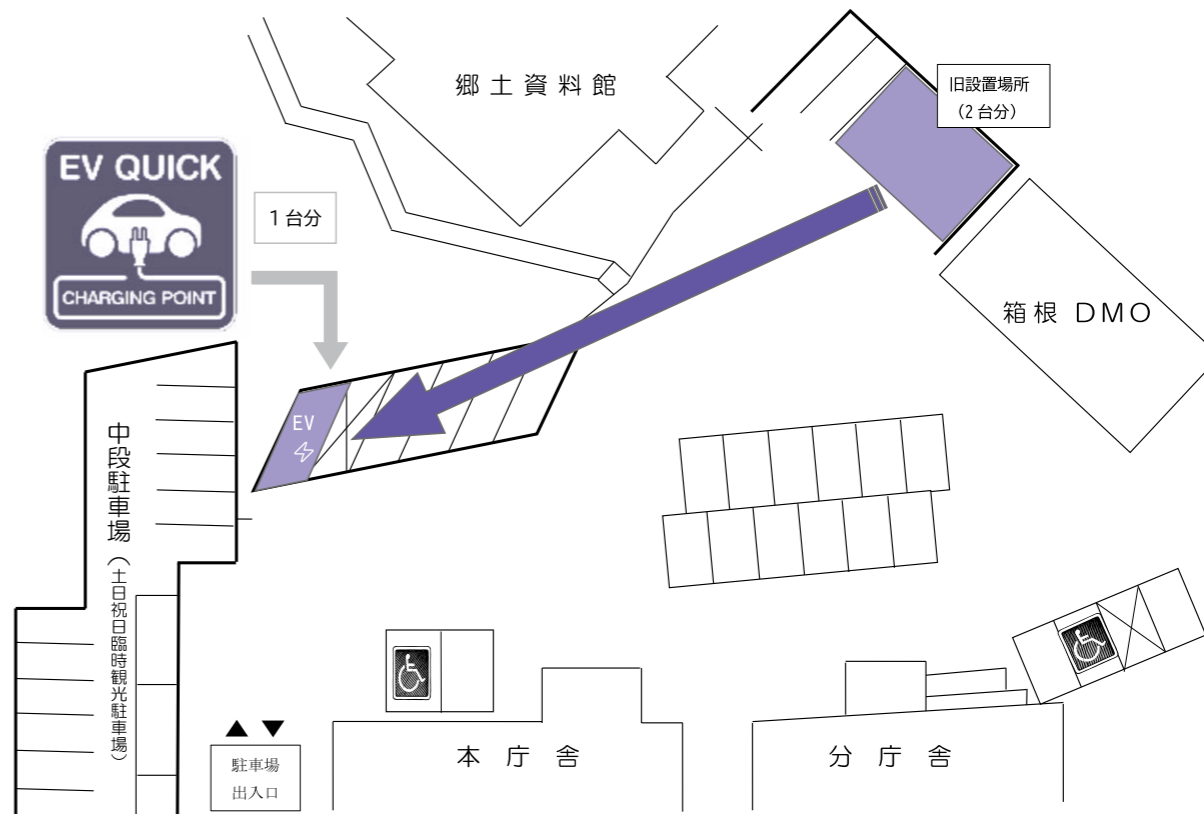 郷土資料館
旧設置場所
（2台分）
EV QUICK
CHARGING POINT
1台分
箱根 DMO
EV
中段駐車場（土日祝日臨時観光駐車場）
▲ ▼
駐車場
出入口
本庁舎
分庁舎